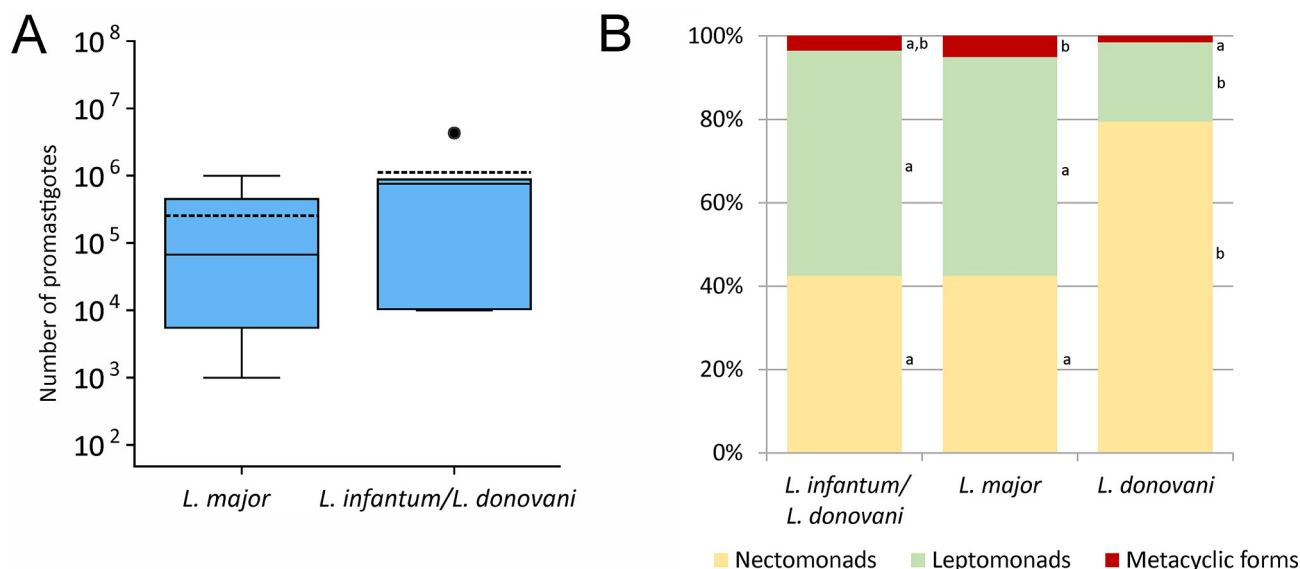 A
Number of promastigotes
10^8
10^7
10^6
10^5
10^4
10^3
10^2
L. major
L. infantum/L. donovani
B
100%
80%
60%
40%
20%
0%
a,b
a
a
b
a
a
a
b
b
L. infantum/
L. donovani
L. major
L. donovani
Nectomonads
Leptomonads
Metacyclic forms